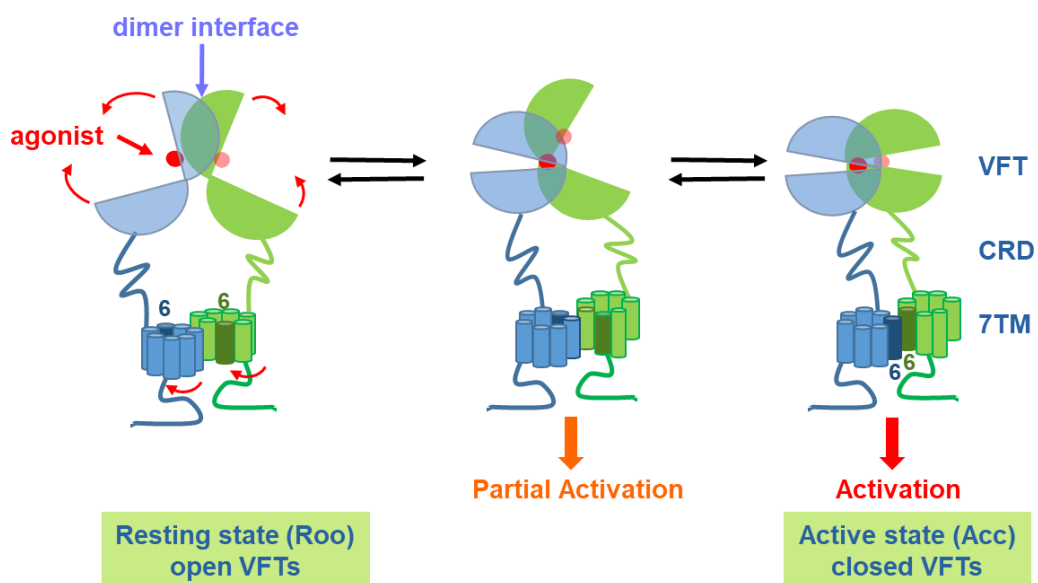 dimer interface
agonist
VFT
CRD
6
6
7TM
6
6
Partial Activation
Activation
Resting state (Roo)
open VFTs
Active state (Acc)
closed VFTs